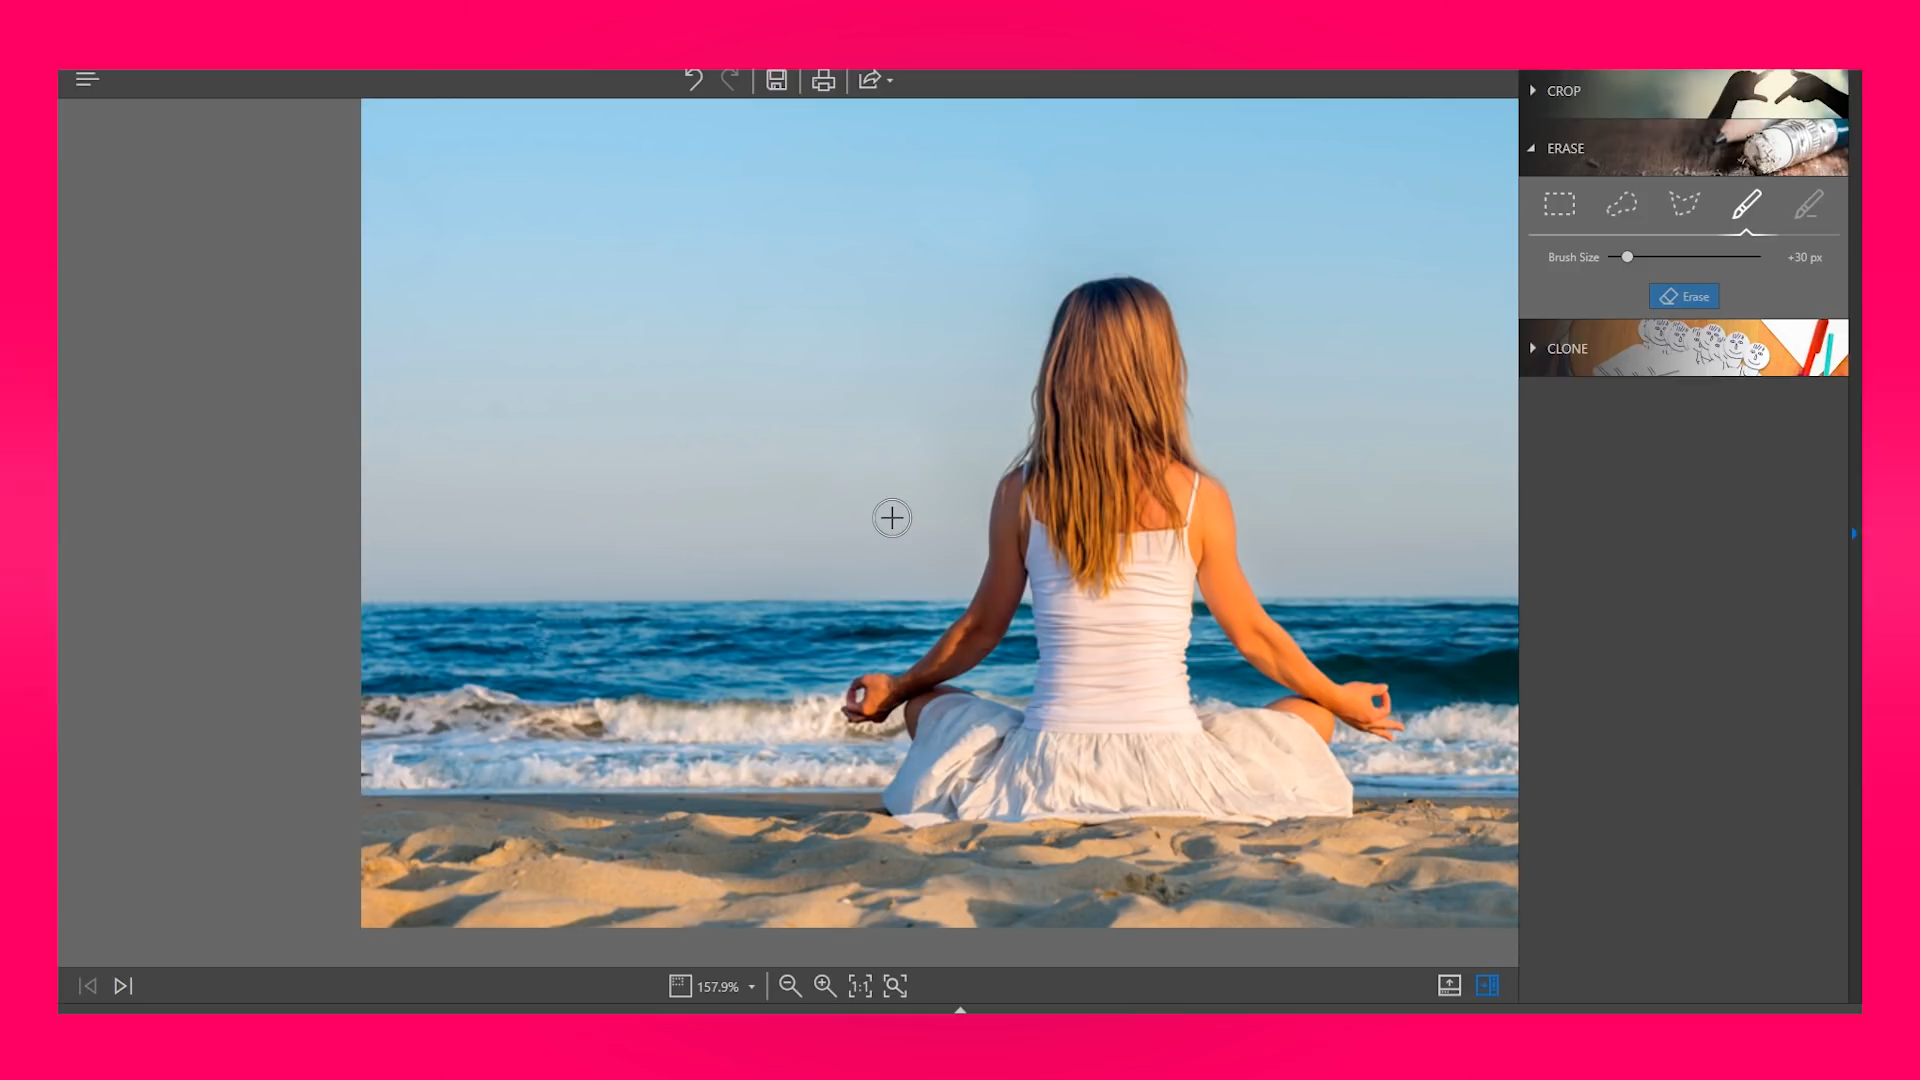 CROP
ERASE
Brush Size +30 px
Erase
CLONE
157.9%
1:1